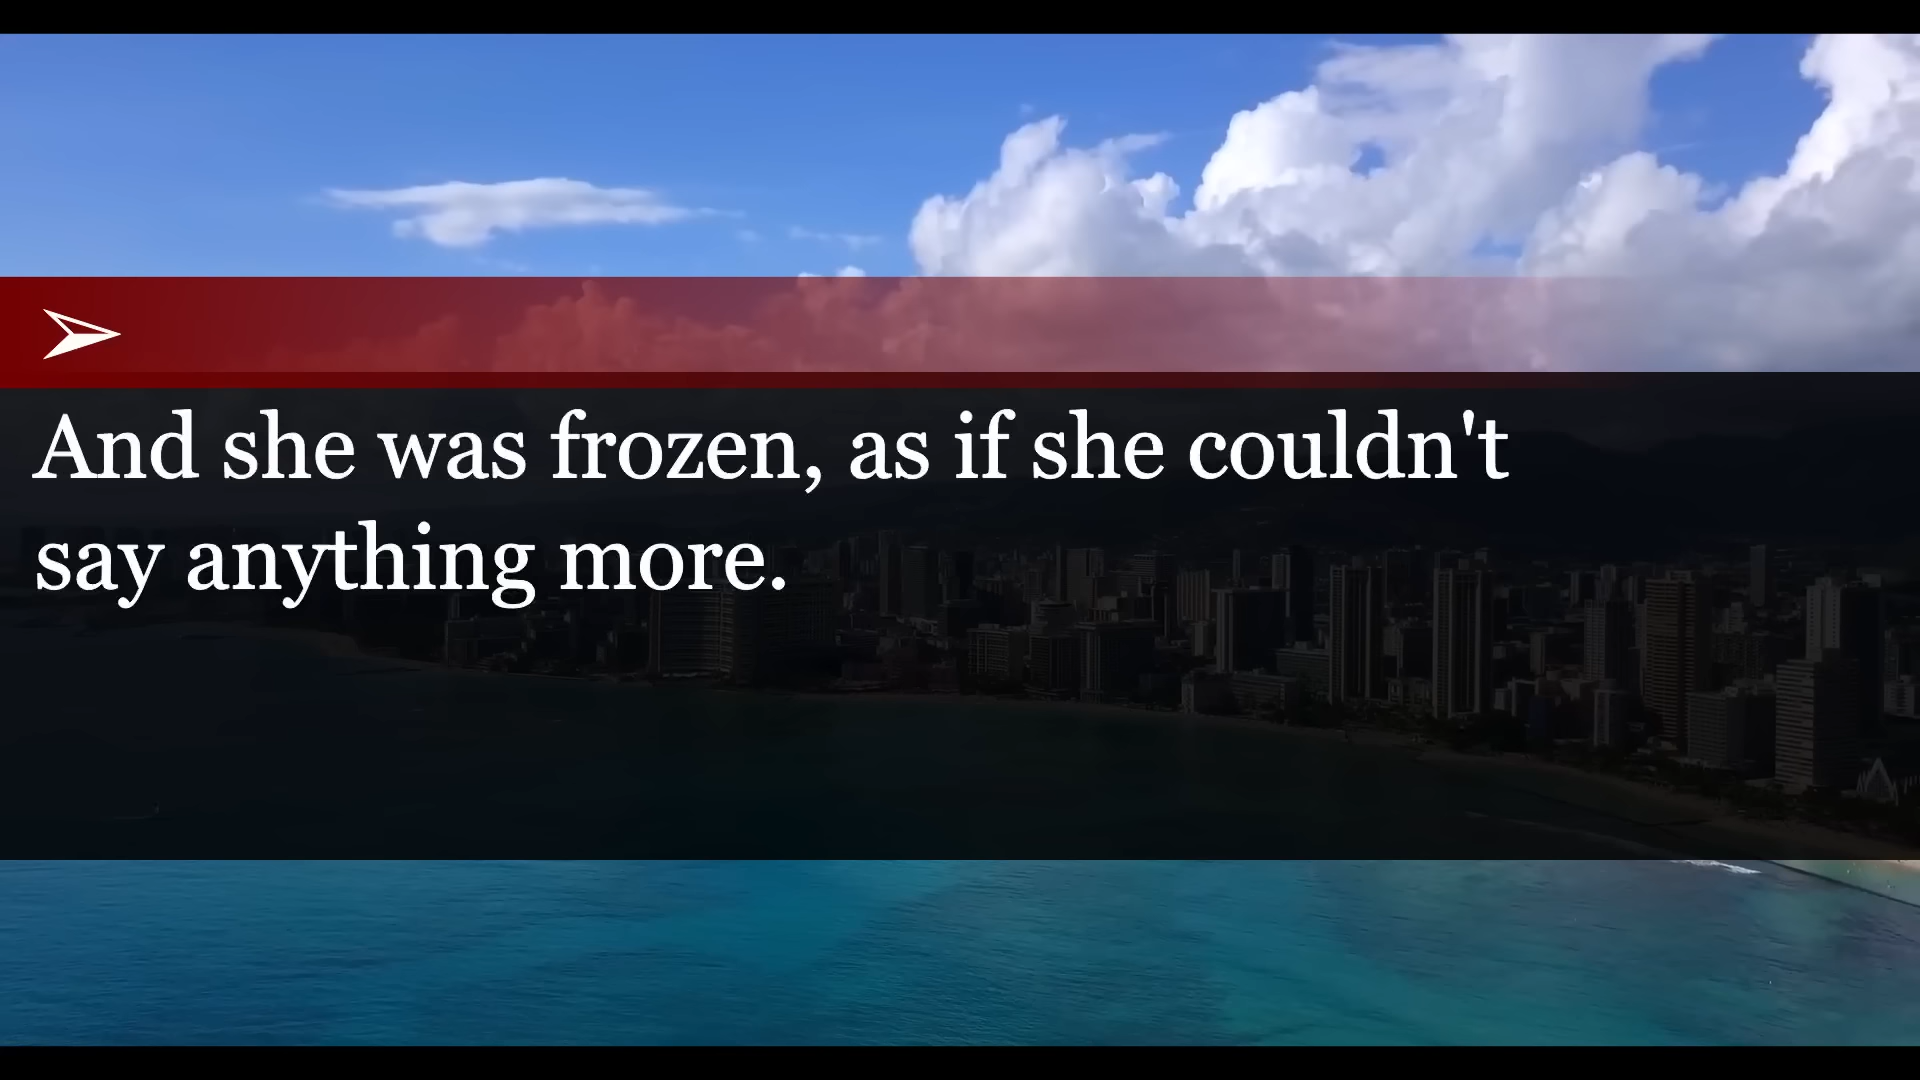 And she was frozen, as if she couldn't
say anything more.